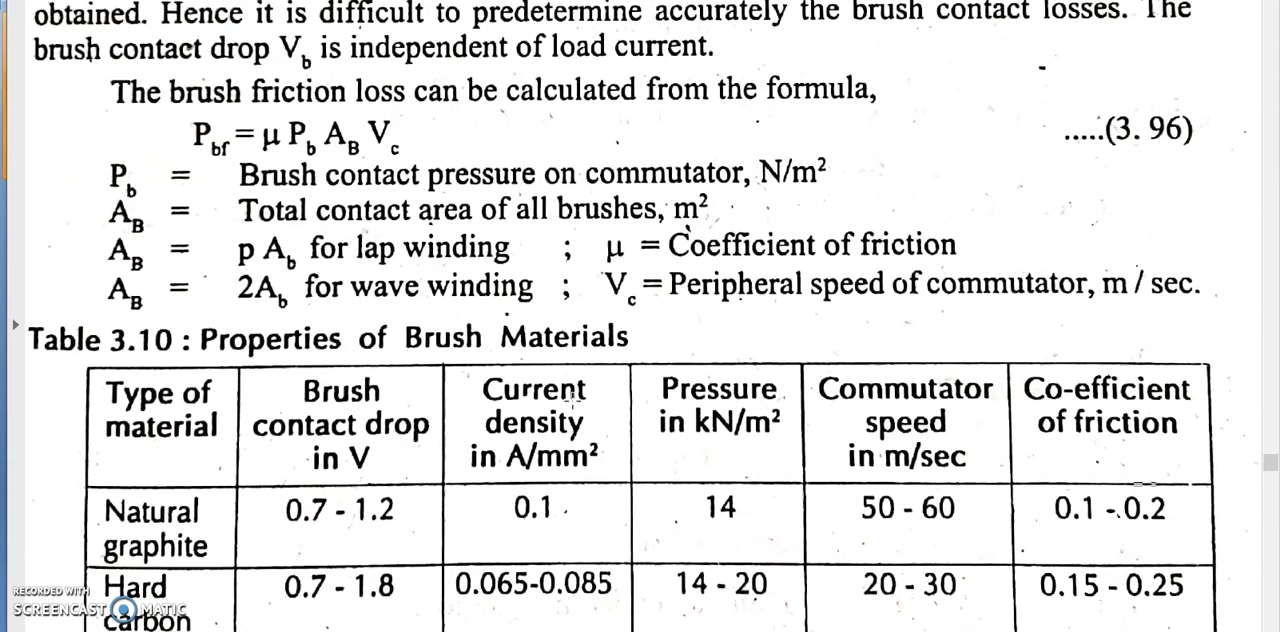 obtained. Hence it is difficult to predetermine accurately the brush contact losses. The
brush contact drop V_b is independent of load current.
The brush friction loss can be calculated from the formula,
P_bf = μ P_b A_B V_c .....(3. 96)
P_b = Brush contact pressure on commutator, N/m²
A_B = Total contact area of all brushes, m²
A_B = p A_b for lap winding ; μ = Coefficient of friction
A_B = 2A_b for wave winding ; V_c = Peripheral speed of commutator, m / sec.
Table 3.10 : Properties of Brush Materials
Type of material Brush contact drop in V Current density in A/mm² Pressure in kN/m² Commutator speed in m/sec Co-efficient of friction
Natural graphite 0.7 - 1.2 0.1 14 50 - 60 0.1 - 0.2
Hard carbon 0.7 - 1.8 0.065-0.085 14 - 20 20 - 30 0.15 - 0.25
RECORDED WITH
SCREENCAST MATIC